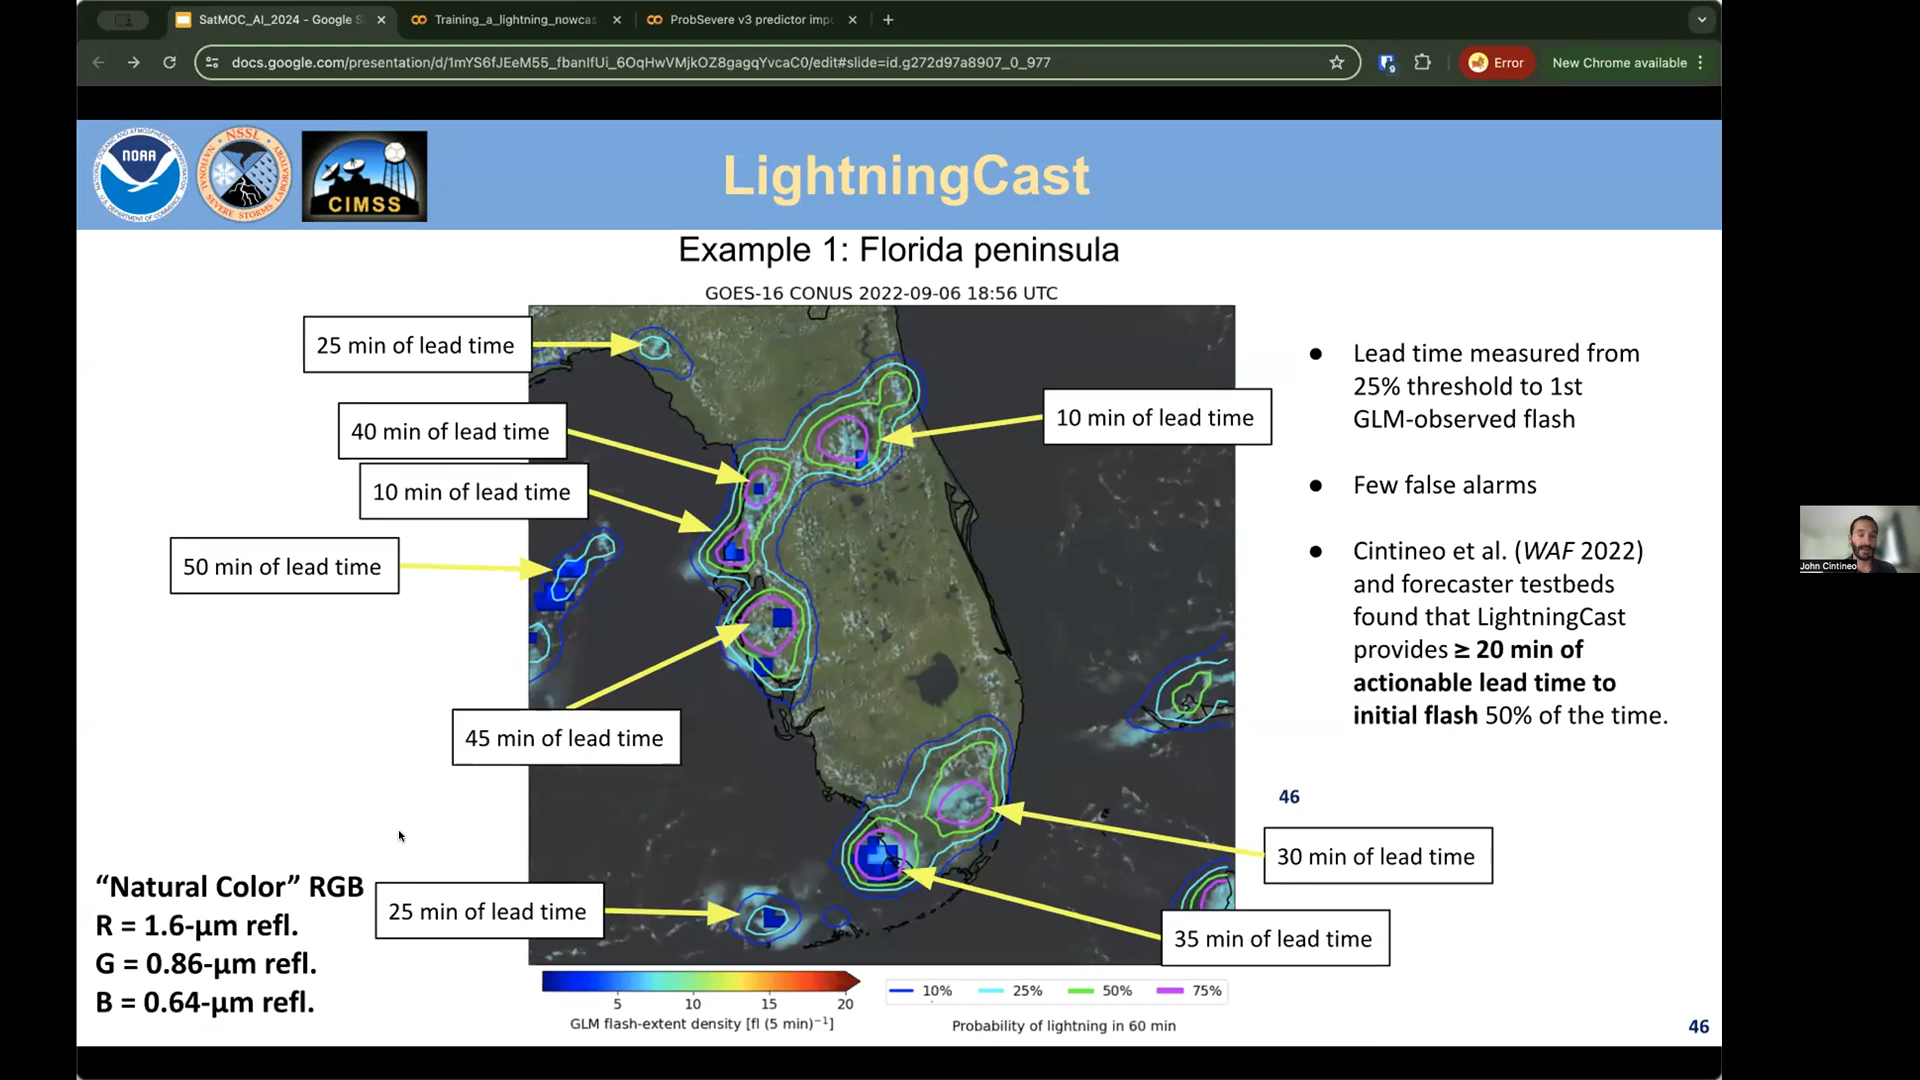 SatMOC_AI_2024 - Google S
Training_a_lightning_nowcas
ProbSevere v3 predictor imp
docs.google.com/presentation/d/1mYS6fJEeM55_fbanIfUi_6OqHwVMjkOZ8gagqYvcaC0/edit#slide=id.g272d97a8907_0_977
9
Error
New Chrome available
NOAA
NSSL
CIMSS
LightningCast
Example 1: Florida peninsula
GOES-16 CONUS 2022-09-06 18:56 UTC
25 min of lead time
40 min of lead time
10 min of lead time
50 min of lead time
45 min of lead time
25 min of lead time
10 min of lead time
30 min of lead time
35 min of lead time
● Lead time measured from
25% threshold to 1st
GLM-observed flash
● Few false alarms
● Cintineo et al. (WAF 2022)
and forecaster testbeds
found that LightningCast
provides ≥ 20 min of
actionable lead time to
initial flash 50% of the time.
46
“Natural Color” RGB
R = 1.6-μm refl.
G = 0.86-μm refl.
B = 0.64-μm refl.
5 10 15 20
GLM flash-extent density [fl (5 min)⁻¹]
10% 25% 50% 75%
Probability of lightning in 60 min
46
John Cintineo